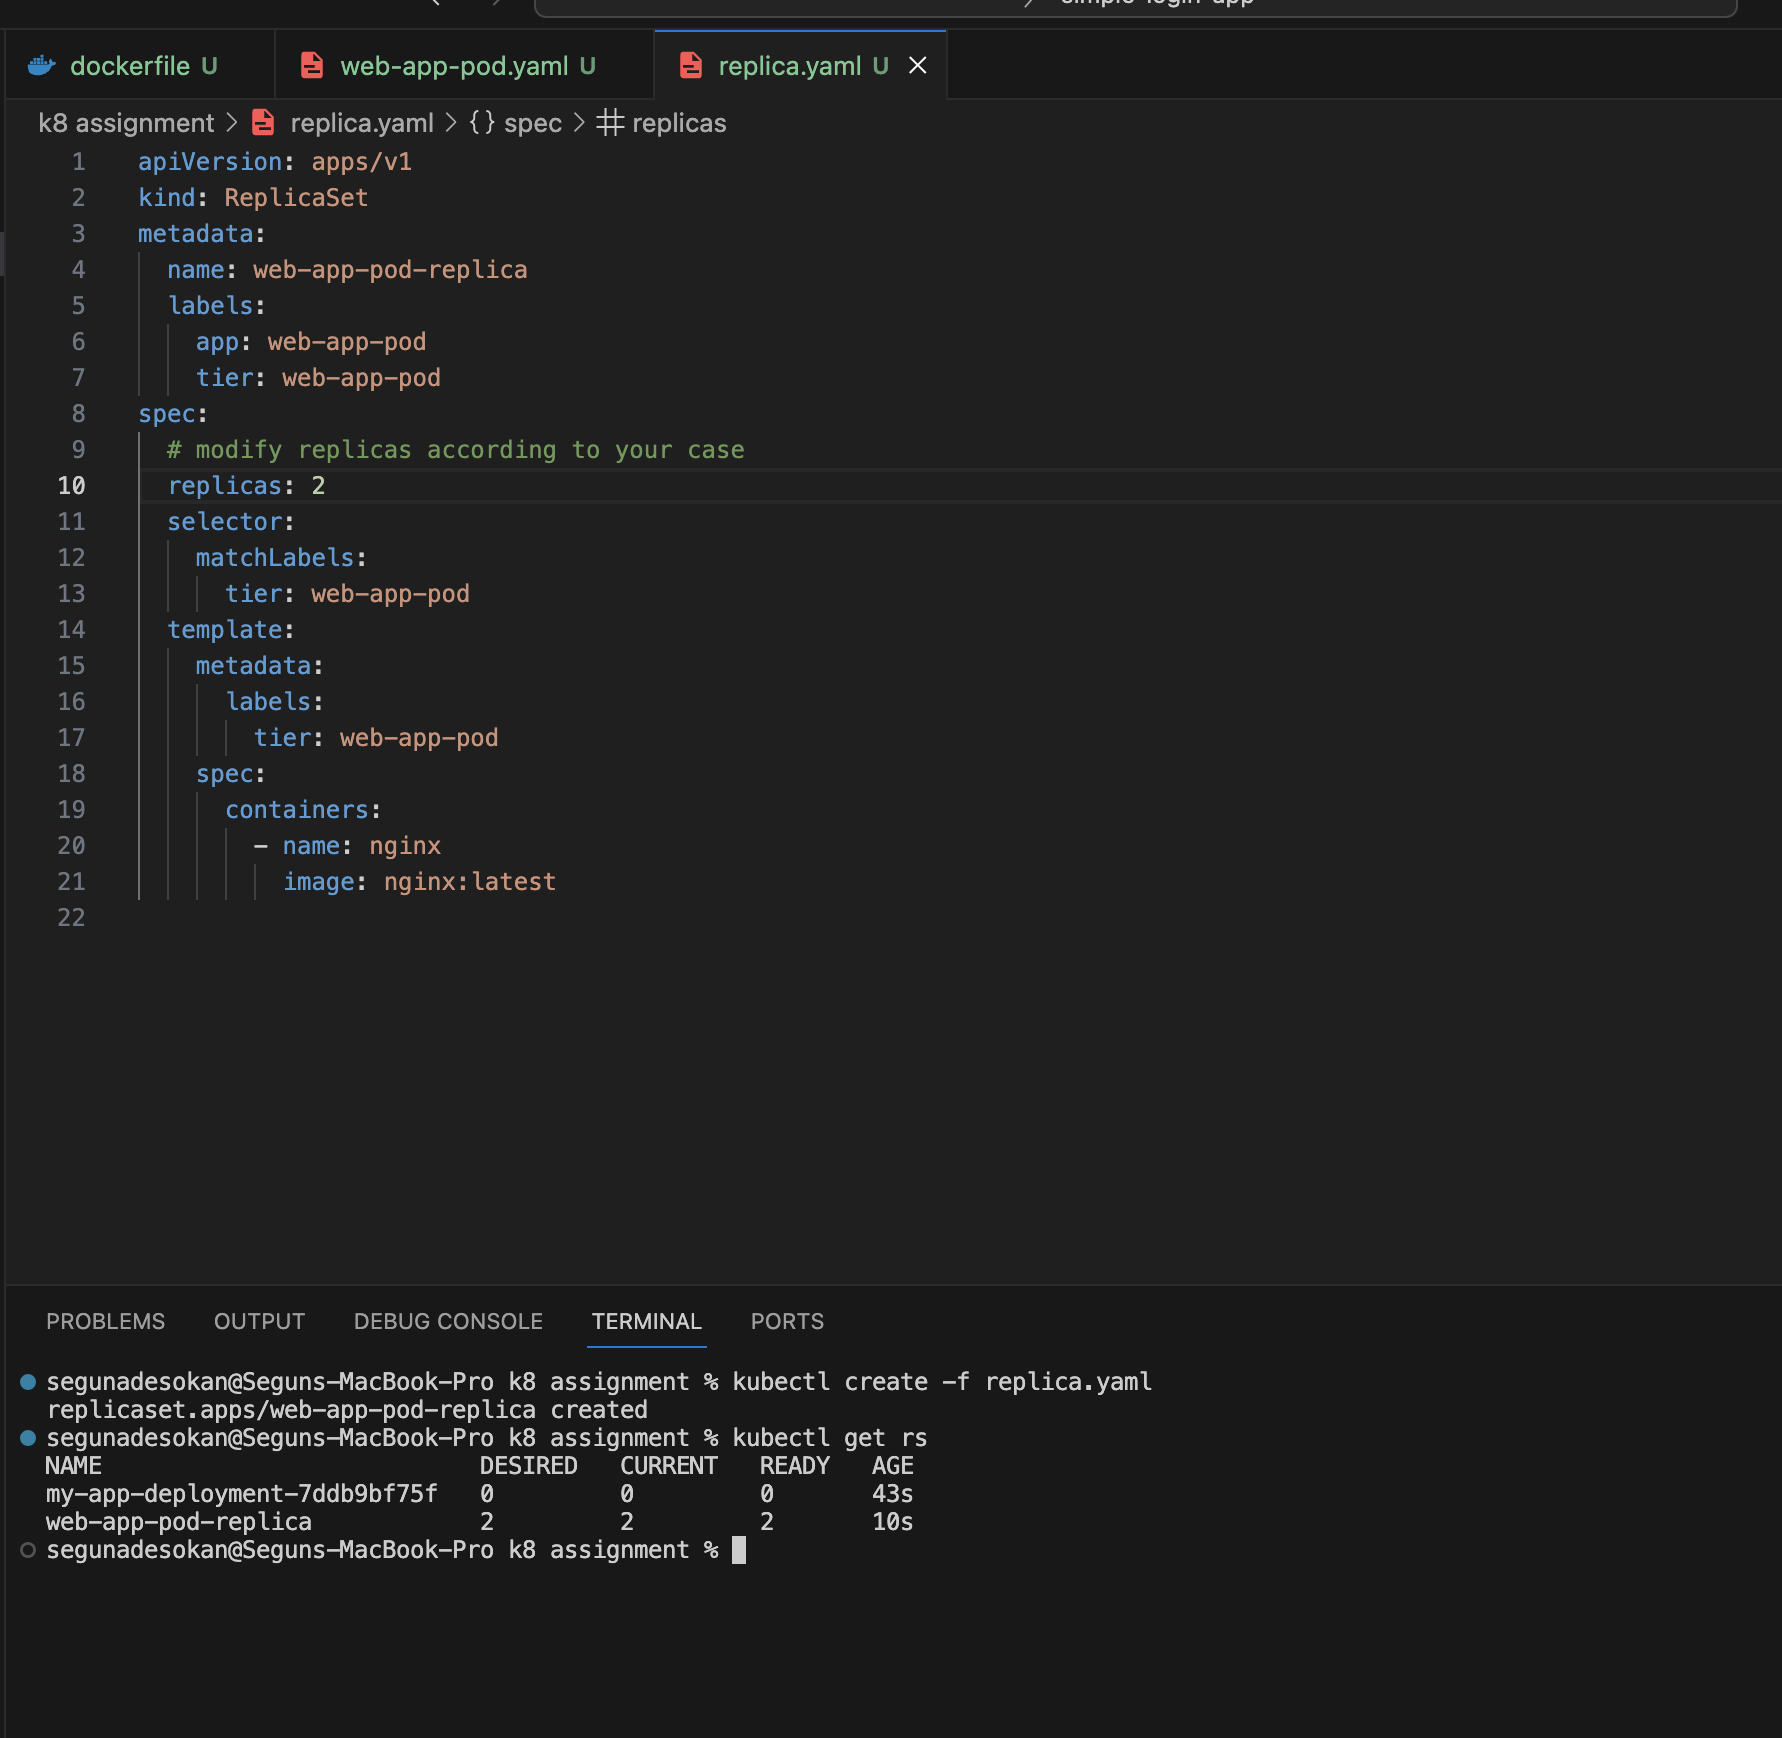 simple-login-app
dockerfile U
web-app-pod.yaml U
replica.yaml U
k8 assignment > replica.yaml > {} spec > # replicas
1 apiVersion: apps/v1
2 kind: ReplicaSet
3 metadata:
4 name: web-app-pod-replica
5 labels:
6 app: web-app-pod
7 tier: web-app-pod
8 spec:
9 # modify replicas according to your case
10 replicas: 2
11 selector:
12 matchLabels:
13 tier: web-app-pod
14 template:
15 metadata:
16 labels:
17 tier: web-app-pod
18 spec:
19 containers:
20 - name: nginx
21 image: nginx:latest
22
PROBLEMS OUTPUT DEBUG CONSOLE TERMINAL PORTS
segunadesokan@Seguns-MacBook-Pro k8 assignment % kubectl create -f replica.yaml
replicaset.apps/web-app-pod-replica created
segunadesokan@Seguns-MacBook-Pro k8 assignment % kubectl get rs
NAME DESIRED CURRENT READY AGE
my-app-deployment-7ddb9bf75f 0 0 0 43s
web-app-pod-replica 2 2 2 10s
segunadesokan@Seguns-MacBook-Pro k8 assignment %